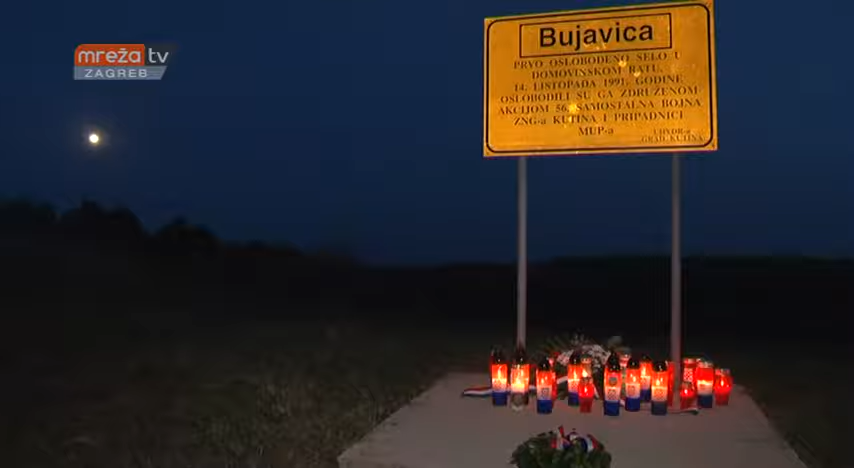 mreža tv
ZAGREB
Bujavica
PRVO OSLOBOĐENO SELO U
DOMOVINSKOM RATU.
14. LISTOPADA 1991. GODINE
OSLOBODILI SU GA ZDRUŽENOM
AKCIJOM 56. SAMOSTALNA BOJNA
ZNG-a KUTINA I PRIPADNICI
MUP-a
UHVDR-a
GRAD KUTINA